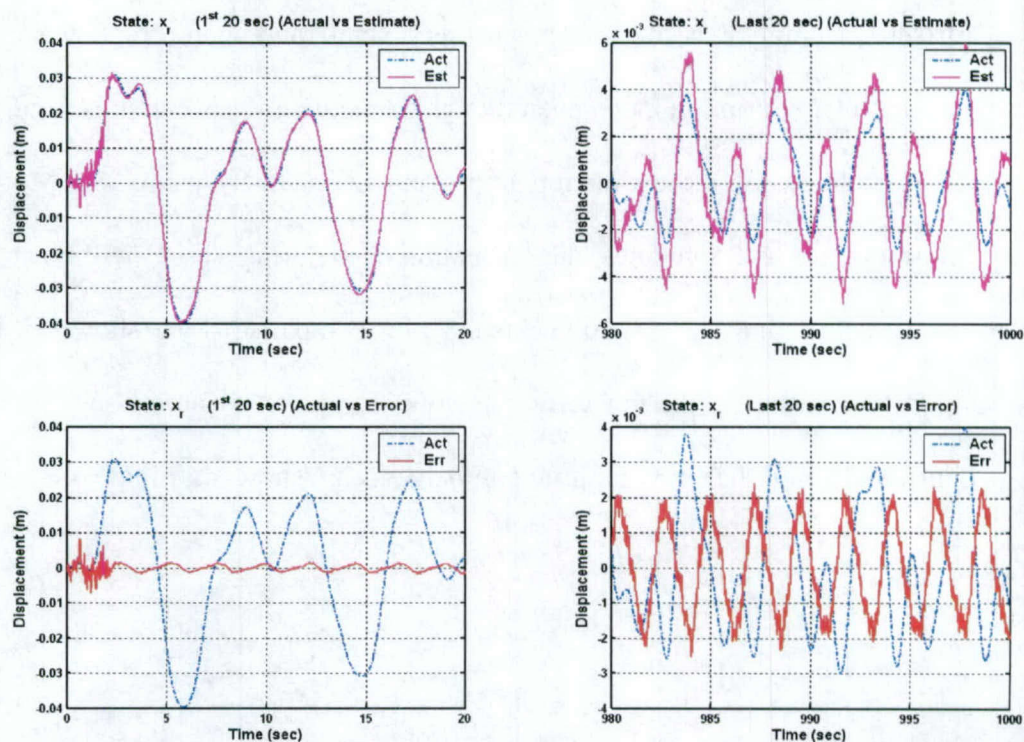 State: x (1st 20 sec) (Actual vs Estimate)
0.04
0.03
0.02
0.01
0
0.01
0.02
0.03
0.04
Displacement (m)
Act
Est
0
5
10
15
20
Time (sec)
State: xr (Last 20 sec) (Actual vs Estimate)
x 10-3
6
4
2
0
-2
-4
-6
Displacement (m)
Act
Est
980
985
990
995
1000
Time (sec)
State: xr (1st 20 sec) (Actual vs Error)
0.04
0.03
0.02
0.01
0
0.01
0.02
0.03
0.04
Displacement (m)
Act
Err
0
5
10
15
20
Time (sec)
State: xr (Last 20 sec) (Actual vs Error)
x 10-3
4
3
2
1
0
-1
-2
-3
-4
Displacement (m)
Act
Err
980
985
990
995
1000
Time (sec)